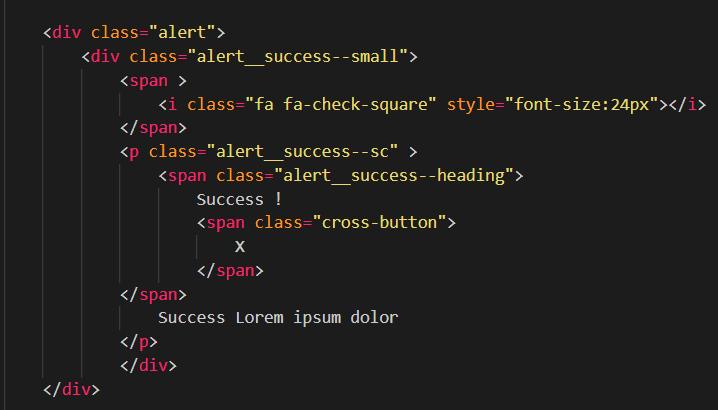 <div class="alert">
<div class="alert__success--small">
<span >
<i class="fa fa-check-square" style="font-size:24px"></i>
</span>
<p class="alert__success--sc" >
<span class="alert__success--heading">
Success !
<span class="cross-button">
X
</span>
</span>
Success Lorem ipsum dolor
</p>
</div>
</div>